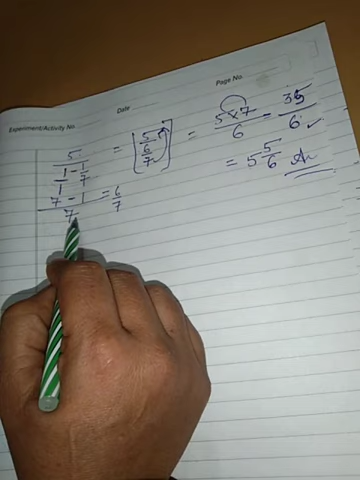 Experiment/Activity No. Date Page No.
5 / (1/1 - 1/7) = [5 / (6/7)] = 5 × 7 / 6 = 35 / 6 ✓
7 - 1 / 7 = 6 / 7
= 5 5/6 An